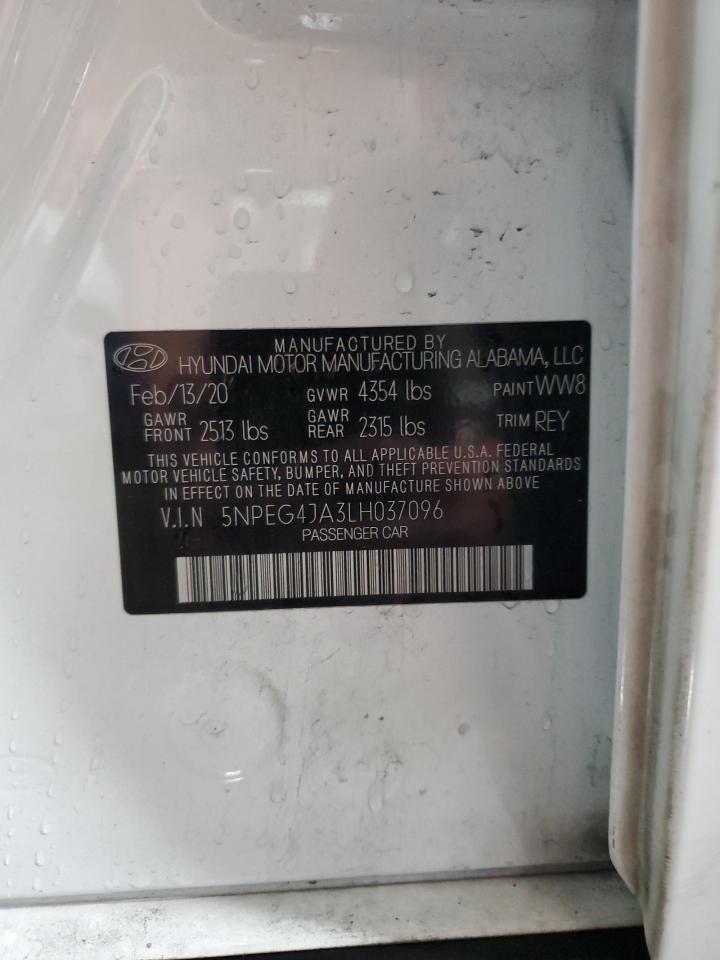 MANUFACTURED BY
HYUNDAI MOTOR MANUFACTURING ALABAMA, LLC
Feb/13/20 GVWR 4354 lbs PAINT WW8
GAWR FRONT 2513 lbs GAWR REAR 2315 lbs TRIM REY
THIS VEHICLE CONFORMS TO ALL APPLICABLE U.S.A. FEDERAL
MOTOR VEHICLE SAFETY, BUMPER, AND THEFT PREVENTION STANDARDS
IN EFFECT ON THE DATE OF MANUFACTURE SHOWN ABOVE
V.I.N 5NPEG4JA3LH037096
PASSENGER CAR